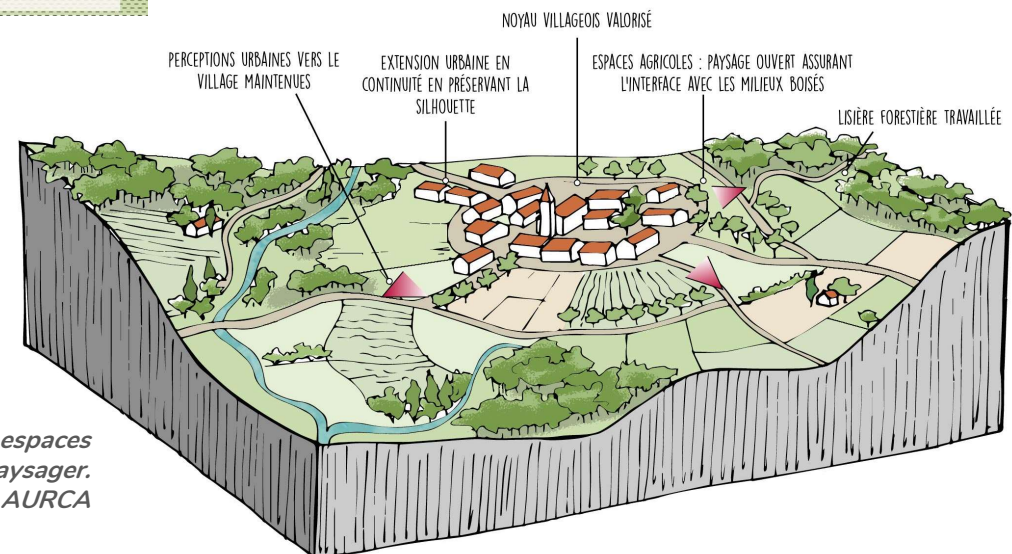 NOYAU VILLAGEOIS VALORISÉ
PERCEPTIONS URBAINES VERS LE
VILLAGE MAINTENUES
EXTENSION URBAINE EN
CONTINUITÉ EN PRÉSERVANT LA
SILHOUETTE
ESPACES AGRICOLES : PAYSAGE OUVERT ASSURANT
L'INTERFACE AVEC LES MILIEUX BOISÉS
LISIÈRE FORESTIÈRE TRAVAILLÉE
espaces
aysager.
AURCA